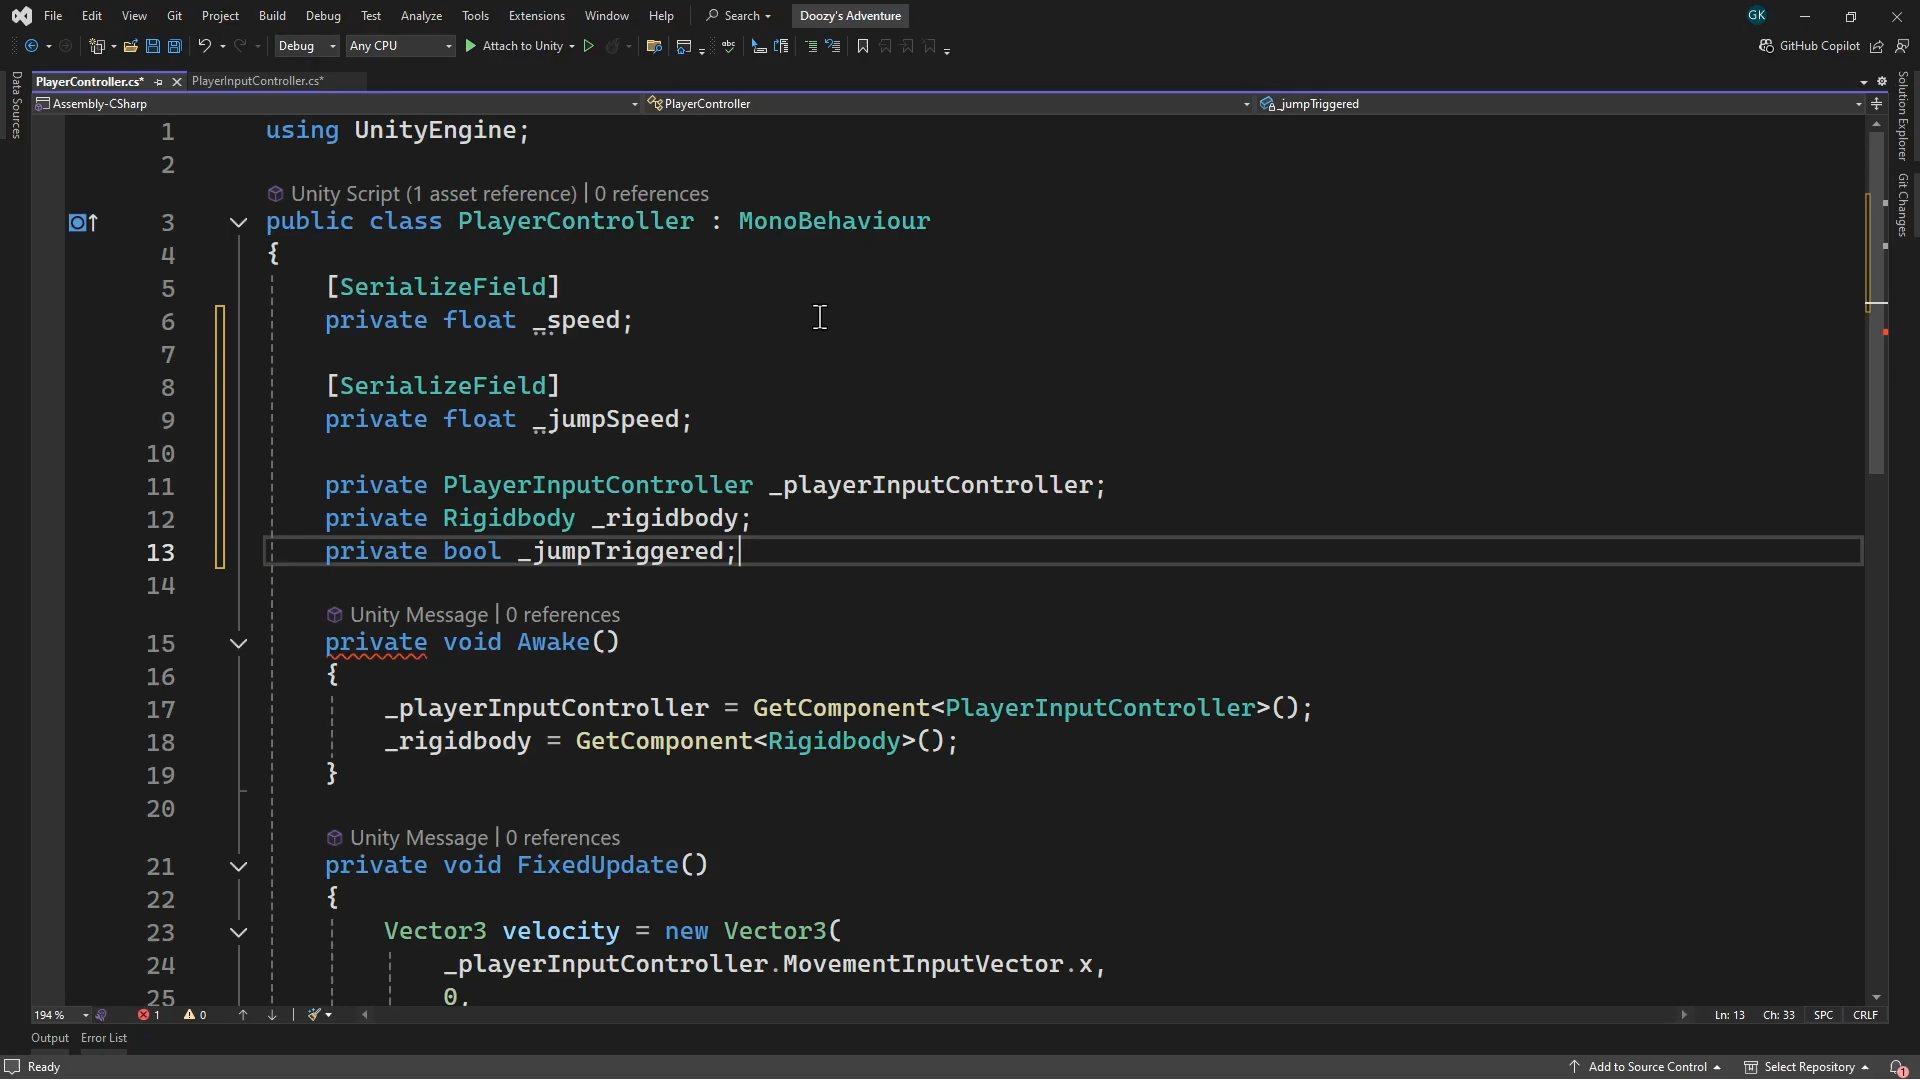 File Edit View Git Project Build Debug Test Analyze Tools Extensions Window Help Search Doozy's Adventure GK
Debug Any CPU Attach to Unity GitHub Copilot
PlayerController.cs* PlayerInputController.cs*
Assembly-CSharp PlayerController _jumpTriggered
Data Sources
Solution Explorer
Git Changes
1 using UnityEngine;
2
Unity Script (1 asset reference) | 0 references
3 public class PlayerController : MonoBehaviour
4 {
5 [SerializeField]
6 private float _speed;
7
8 [SerializeField]
9 private float _jumpSpeed;
10
11 private PlayerInputController _playerInputController;
12 private Rigidbody _rigidbody;
13 private bool _jumpTriggered;
14
Unity Message | 0 references
15 private void Awake()
16 {
17 _playerInputController = GetComponent<PlayerInputController>();
18 _rigidbody = GetComponent<Rigidbody>();
19 }
20
Unity Message | 0 references
21 private void FixedUpdate()
22 {
23 Vector3 velocity = new Vector3(
24 _playerInputController.MovementInputVector.x,
25 0,
194 % 1 0 Ln: 13 Ch: 33 SPC CRLF
Output Error List
Ready Add to Source Control Select Repository 1